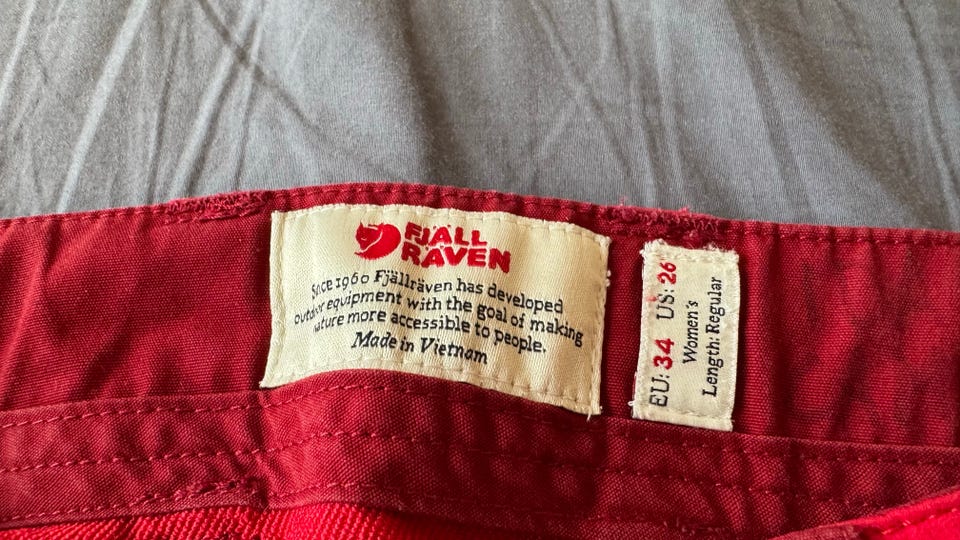 FJÄLL
RÄVEN
Since 1960 Fjällräven has developed
outdoor equipment with the goal of making
nature more accessible to people.
Made in Vietnam
EU: 34 US: 26
Women's
Length: Regular